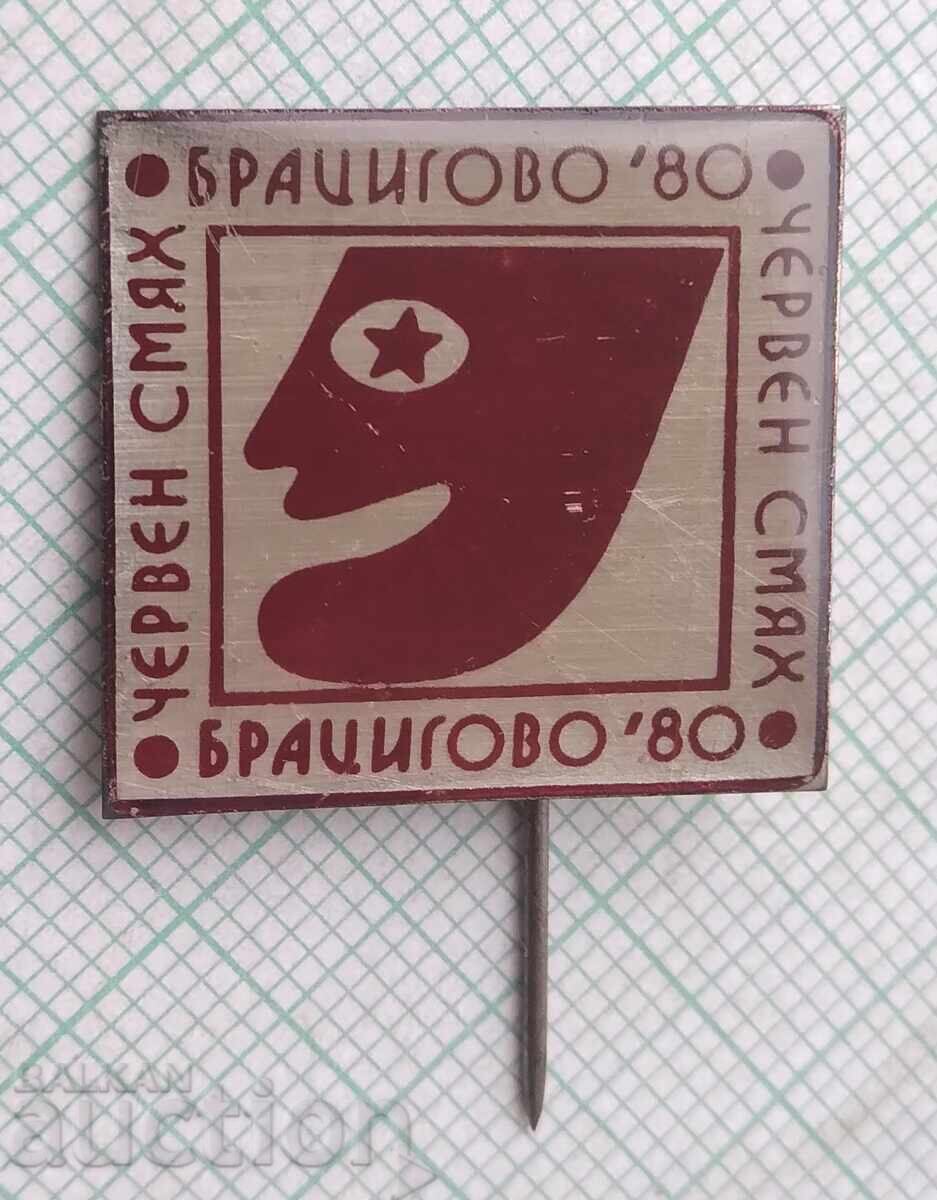 БРАЦИГОВО '80
ЧЕРВЕН СМЯХ
ЧЕРВЕН СМЯХ
БРАЦИГОВО '80
BALKAN
auction